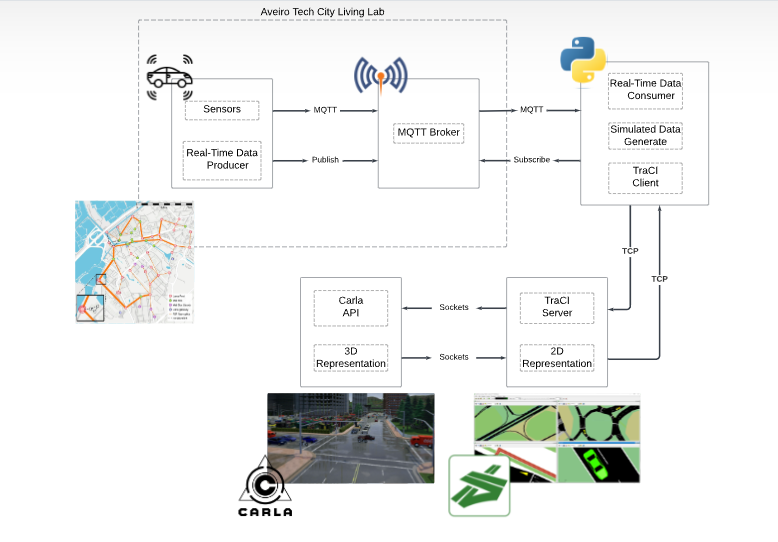 Aveiro Tech City Living Lab
Sensors
Real-Time Data
Producer
MQTT
Publish
MQTT Broker
MQTT
Subscribe
Real-Time Data
Consumer
Simulated Data
Generate
TraCI
Client
TCP
TCP
Carla
API
3D
Representation
Sockets
Sockets
TraCI
Server
2D
Representation
CARLA